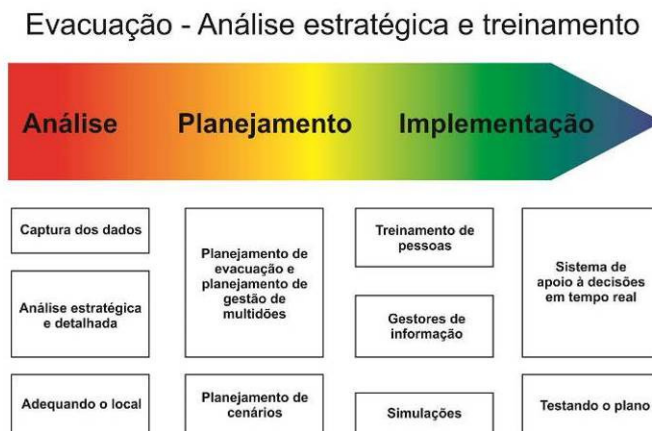 Evacuação - Análise estratégica e treinamento
Análise
Planejamento
Implementação
Captura dos dados
Análise estratégica
e detalhada
Adequando o local
Planejamento de
evacuação e
planejamento de
gestão de
multidões
Planejamento de
cenários
Treinamento de
pessoas
Gestores de
informação
Simulações
Sistema de
apoio à decisões
em tempo real
Testando o plano